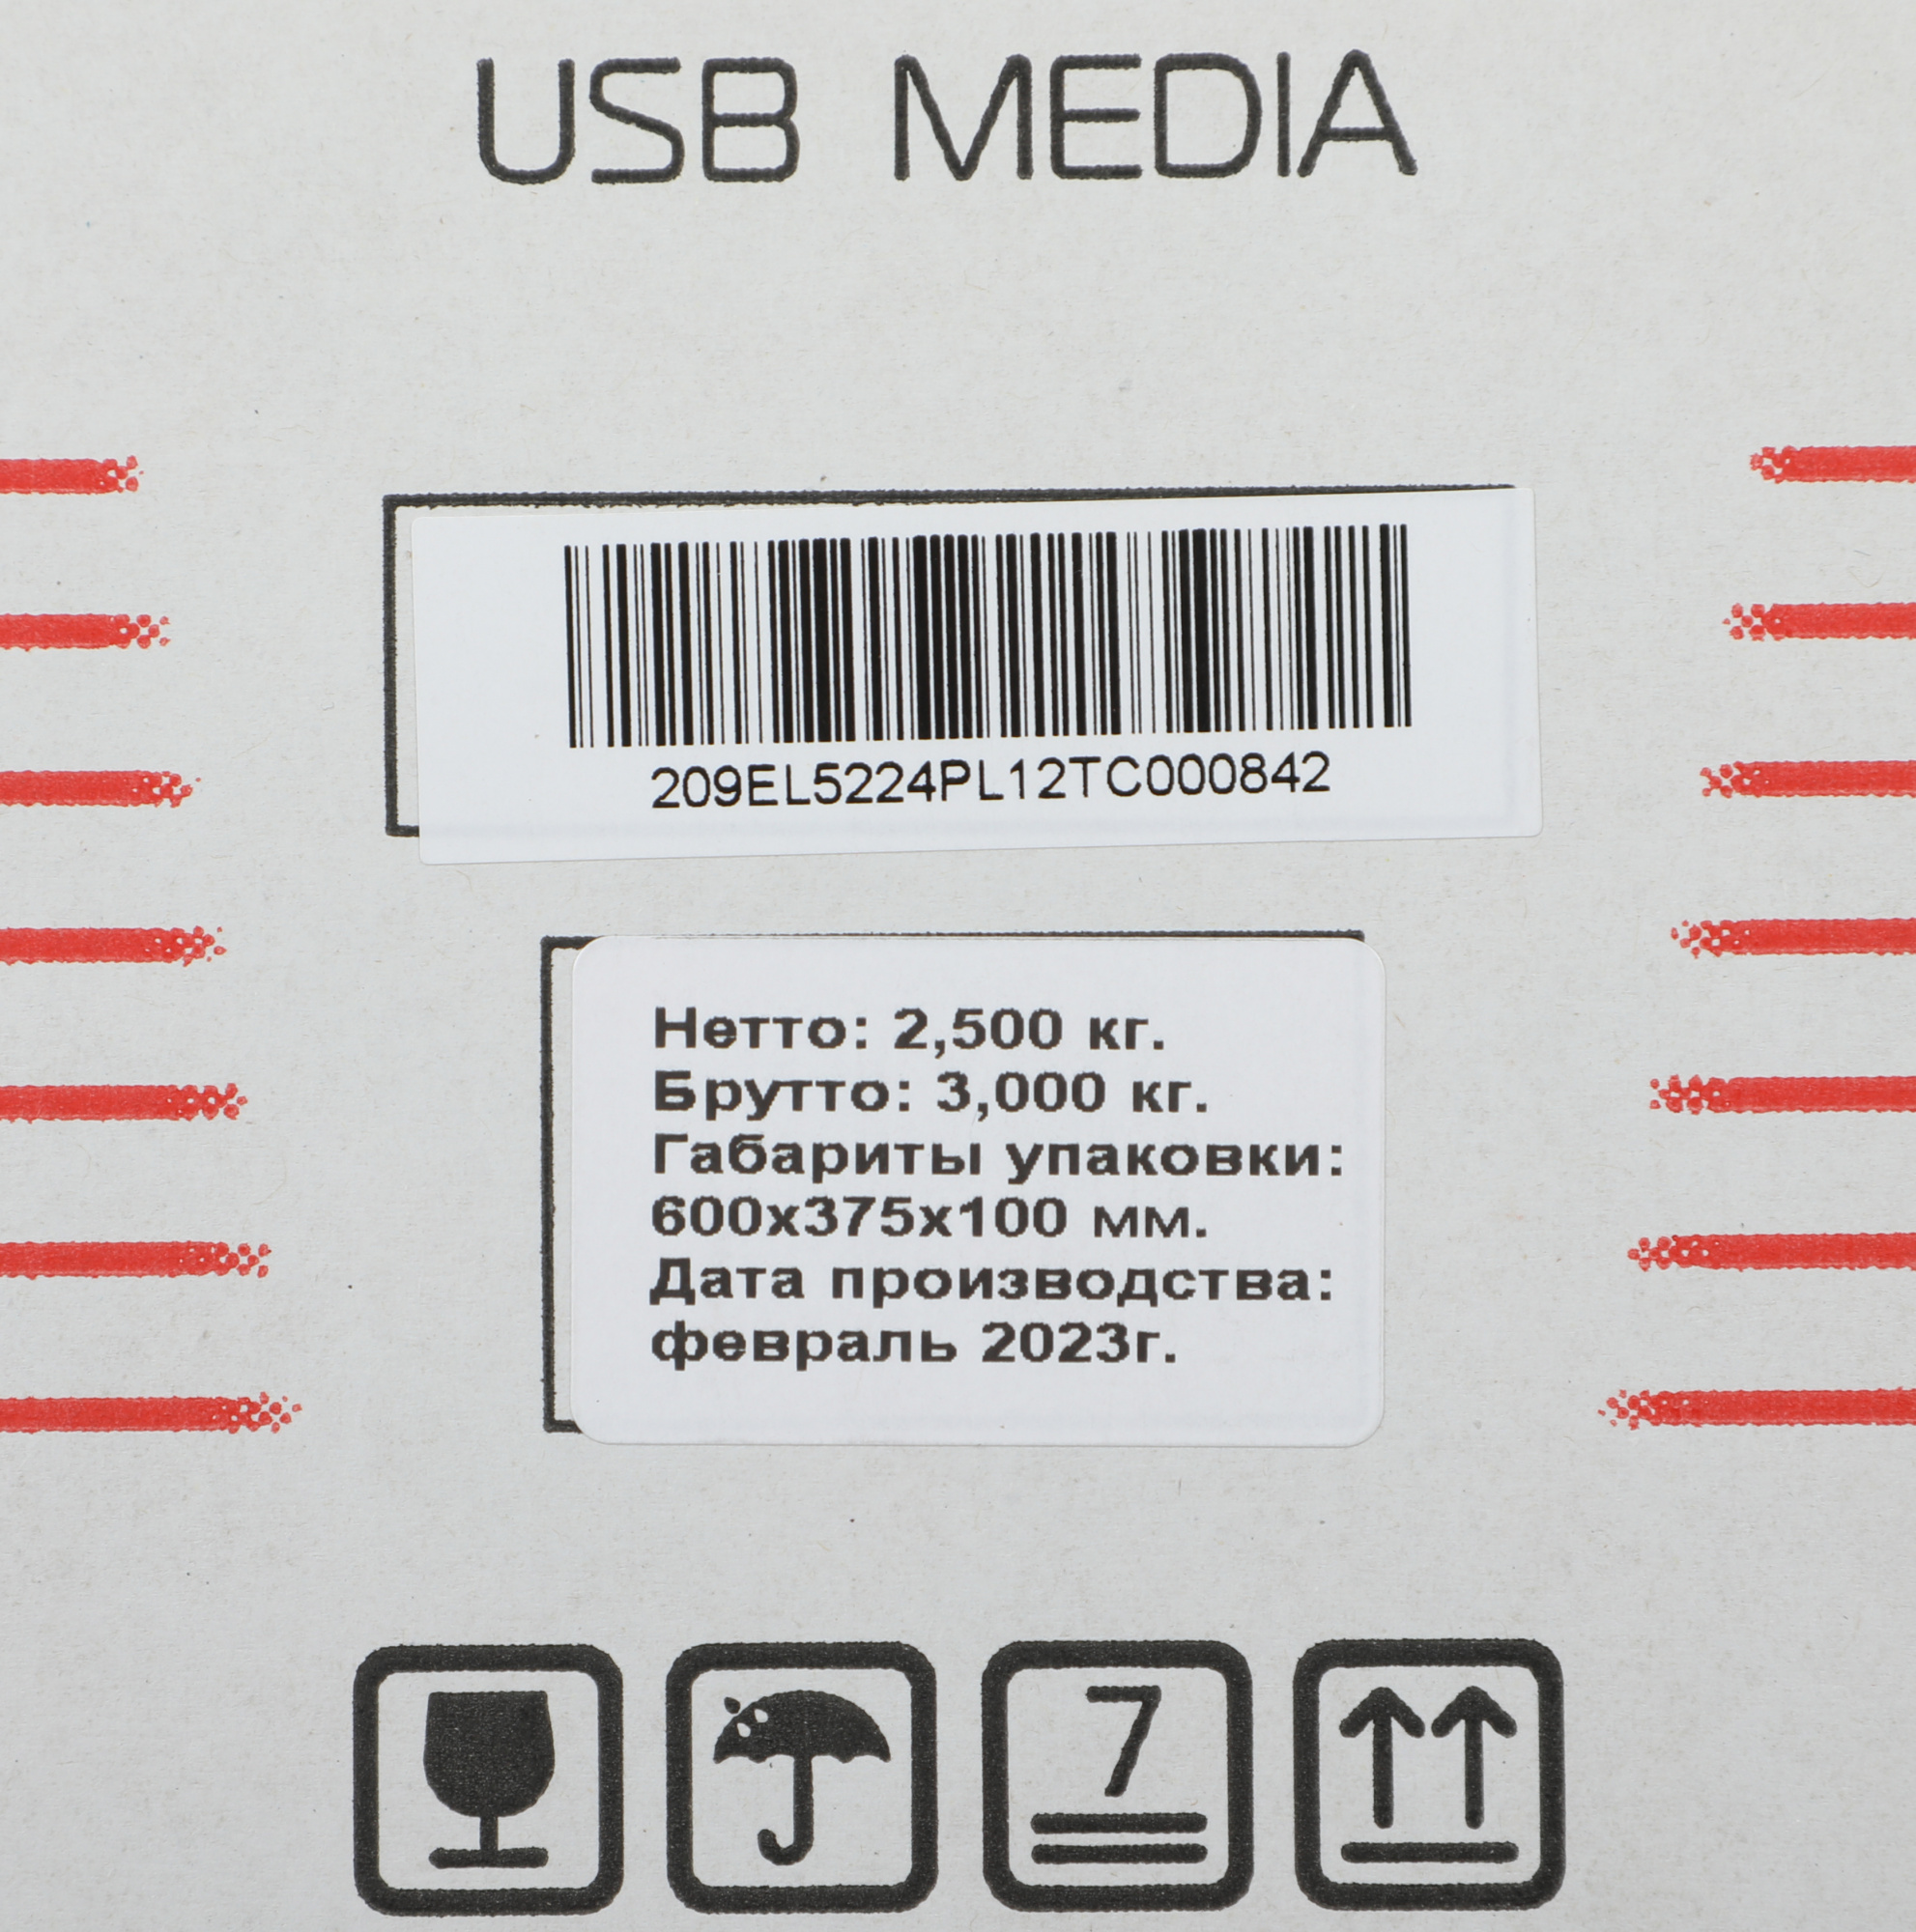 USB MEDIA
209EL5224PL12TC000842
Нетто: 2,500 кг.
Брутто: 3,000 кг.
Габариты упаковки:
600x375x100 мм.
Дата производства:
февраль 2023г.
7